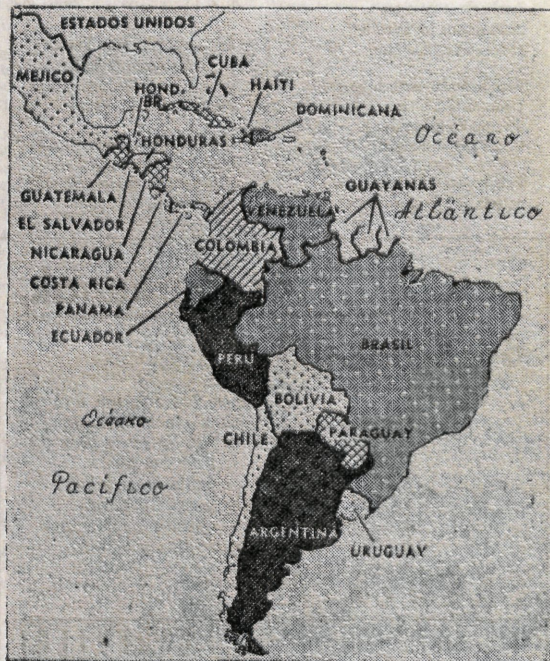 ESTADOS UNIDOS
MEJICO
HOND.
BR.
CUBA
HAITI
DOMINICANA
HONDURAS
Océano
Atlántico
GUATEMALA
EL SALVADOR
NICARAGUA
COSTA RICA
PANAMA
ECUADOR
VENEZUELA
GUAYANAS
COLOMBIA
PERU
BRASIL
BOLIVIA
Océano
Pacífico
CHILE
PARAGUAY
ARGENTINA
URUGUAY